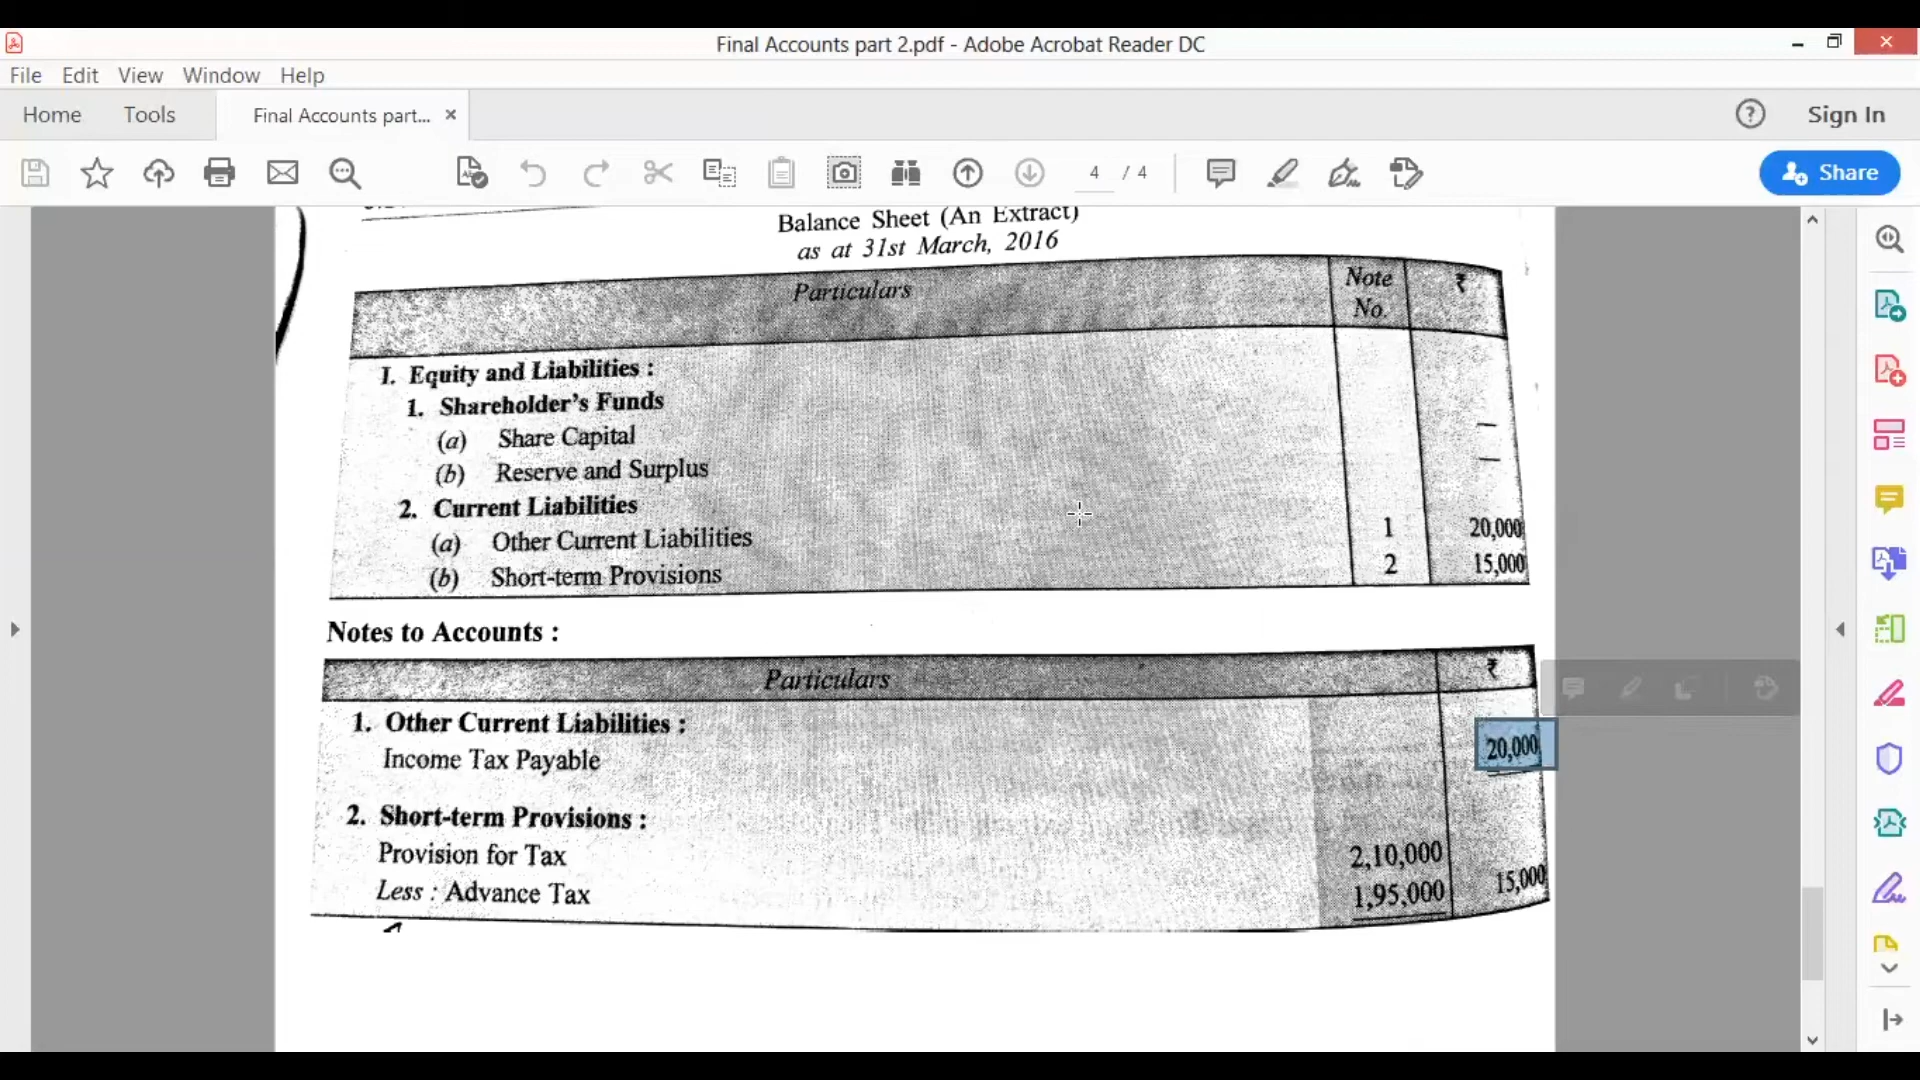 Final Accounts part 2.pdf - Adobe Acrobat Reader DC
File Edit View Window Help
Home Tools Final Accounts part... × Sign In
4 / 4 Share
Balance Sheet (An Extract)
as at 31st March, 2016
Particulars Note No. ₹
I. Equity and Liabilities :
1. Shareholder's Funds
(a) Share Capital —
(b) Reserve and Surplus —
2. Current Liabilities
(a) Other Current Liabilities 1 20,000
(b) Short-term Provisions 2 15,000
Notes to Accounts :
Particulars ₹
1. Other Current Liabilities :
Income Tax Payable 20,000
2. Short-term Provisions :
Provision for Tax 2,10,000
Less : Advance Tax 1,95,000 15,000